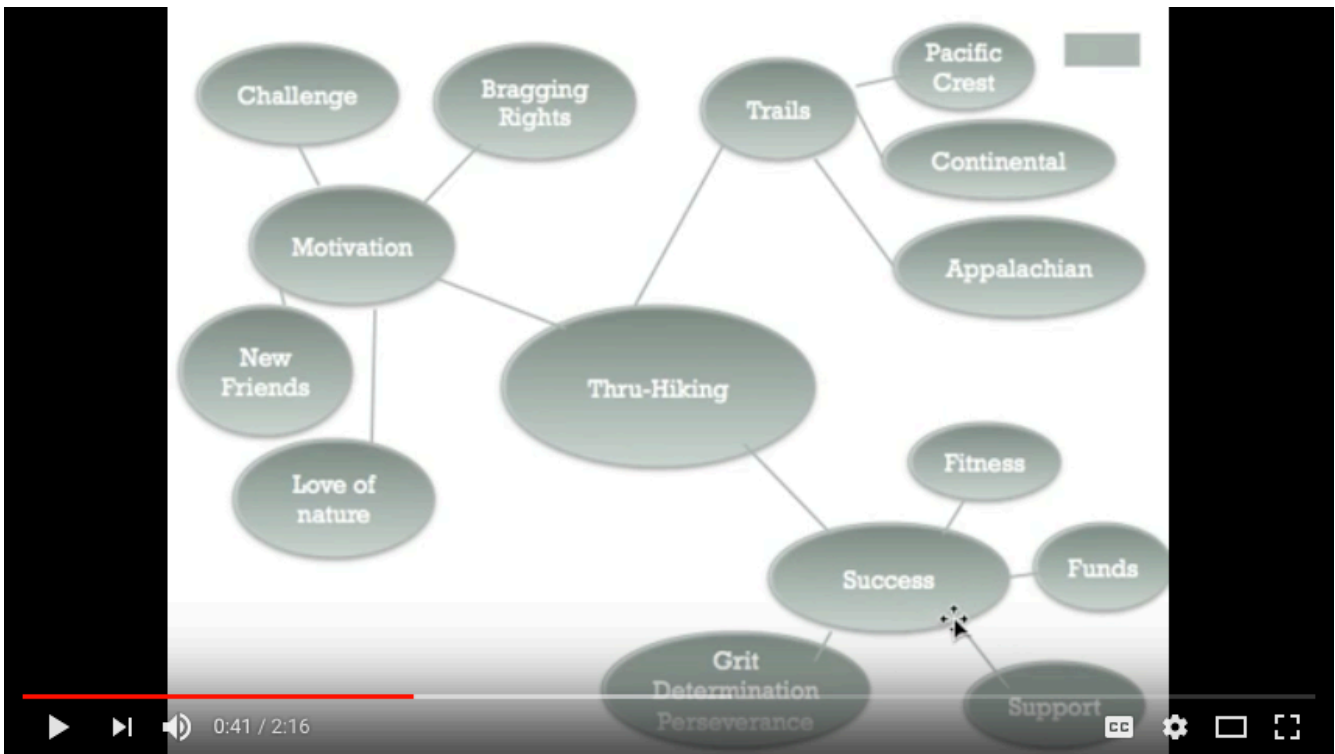 Challenge
Bragging
Rights
Motivation
New
Friends
Love of
nature
Trails
Pacific
Crest
Continental
Appalachian
Thru-Hiking
Fitness
Success
Funds
Grit
Determination
Perseverance
Support
0:41 / 2:16
CC